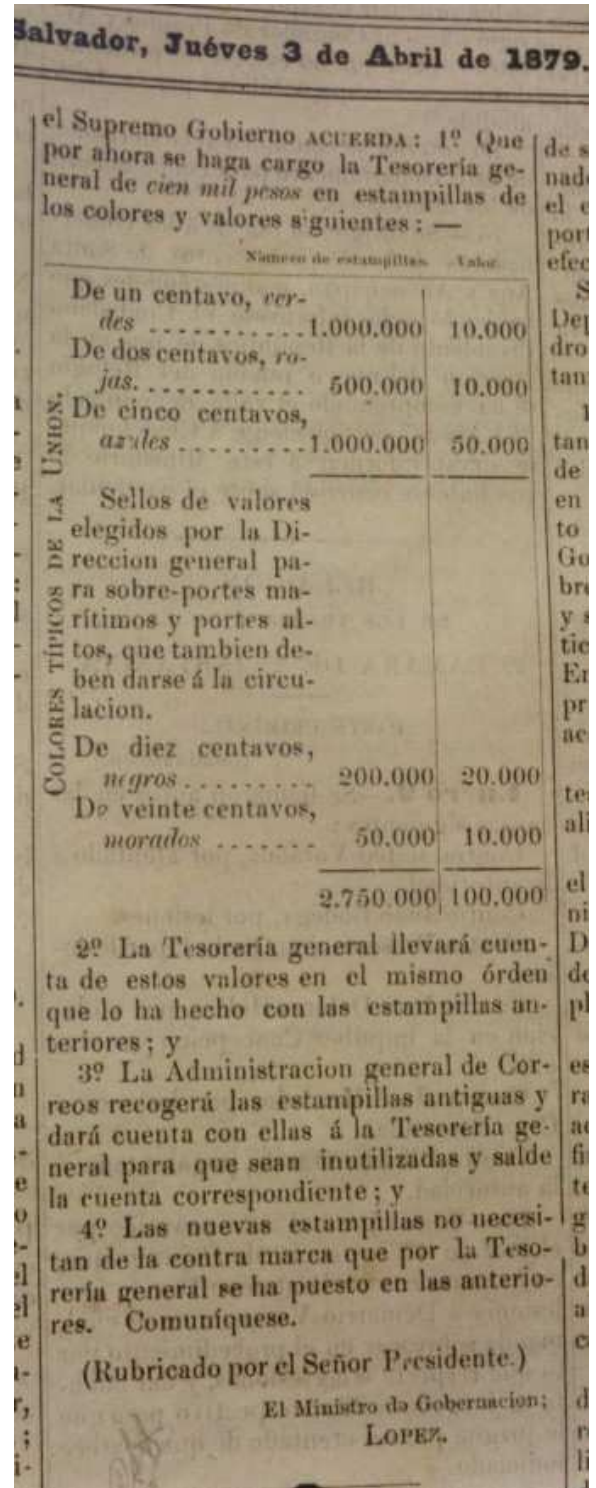 Salvador, Juéves 3 de Abril de 1879.
el Supremo Gobierno ACUERDA: 1º Que
por ahora se haga cargo la Tesorería ge-
neral de cien mil pesos en estampillas de
los colores y valores siguientes: —
Número de estampillas. Valor.
COLORES TÍPICOS DE LA UNION.
De un centavo, ver-
des ........... 1.000.000 10.000
De dos centavos, ro-
jas. ........... 500.000 10.000
De cinco centavos,
azules ......... 1.000.000 50.000
Sellos de valores
elegidos por la Di-
reccion general pa-
ra sobre-portes ma-
rítimos y portes al-
tos, que tambien de-
ben darse á la circu-
lacion.
De diez centavos,
negros ......... 200.000 20.000
De veinte centavos,
morados ....... 50.000 10.000
2.750.000 100.000
2º La Tesorería general llevará cuen-
ta de estos valores en el mismo órden
que lo ha hecho con las estampillas an-
teriores; y
3º La Administracion general de Cor-
reos recogerá las estampillas antiguas y
dará cuenta con ellas á la Tesorería ge-
neral para que sean inutilizadas y salde
la cuenta correspondiente; y
4º Las nuevas estampillas no necesi-
tan de la contra marca que por la Teso-
rería general se ha puesto en las anterio-
res. Comuníquese.
(Rubricado por el Señor Presidente.)
El Ministro de Gobernacion;
LOPEZ.